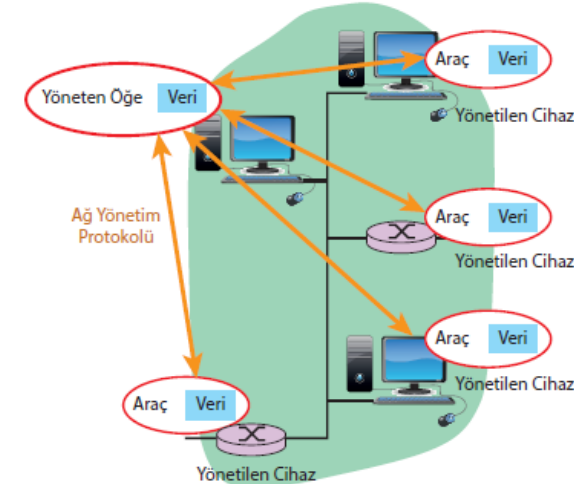 Araç Veri
Yönetilen Cihaz
Yöneten Öğe Veri
Ağ Yönetim
Protokolü
Araç Veri
Yönetilen Cihaz
Araç Veri
Yönetilen Cihaz
Araç Veri
Yönetilen Cihaz